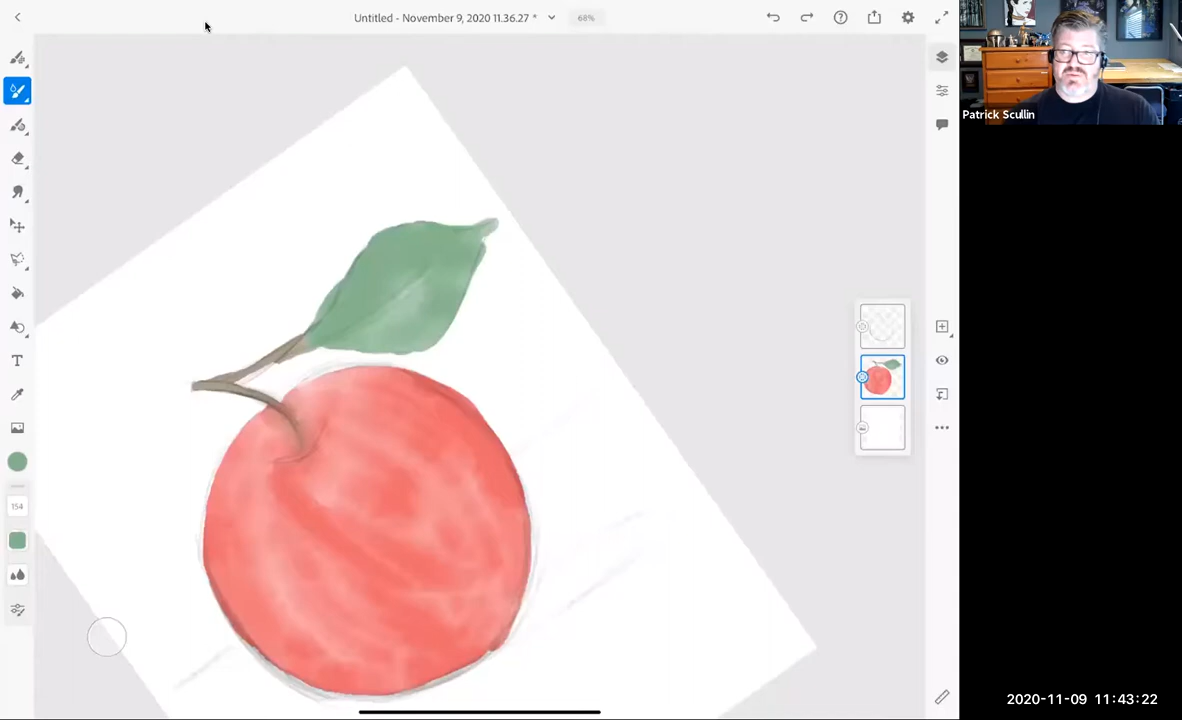 Untitled - November 9, 2020 11.36.27 *
68%
Patrick Scullin
T
154
2020-11-09 11:43:22